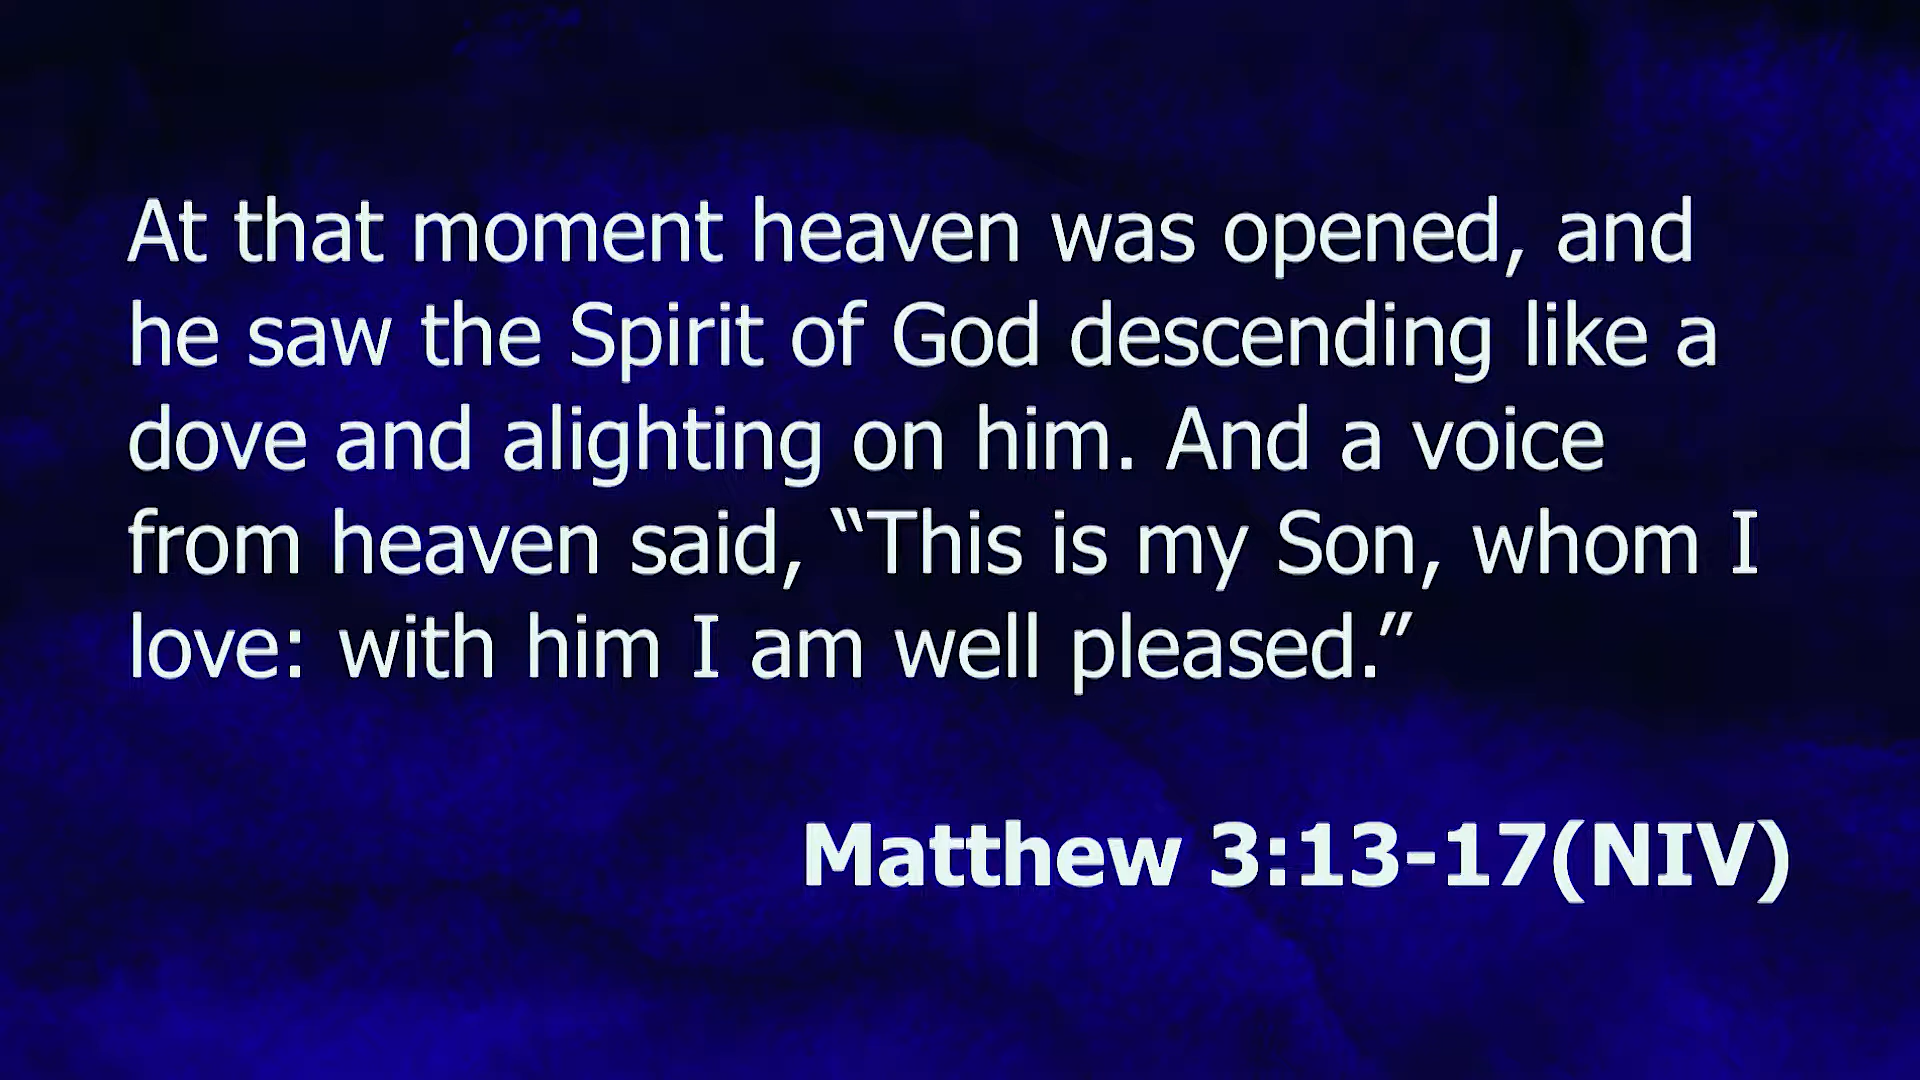 At that moment heaven was opened, and
he saw the Spirit of God descending like a
dove and alighting on him. And a voice
from heaven said, “This is my Son, whom I
love: with him I am well pleased.”
Matthew 3:13-17(NIV)